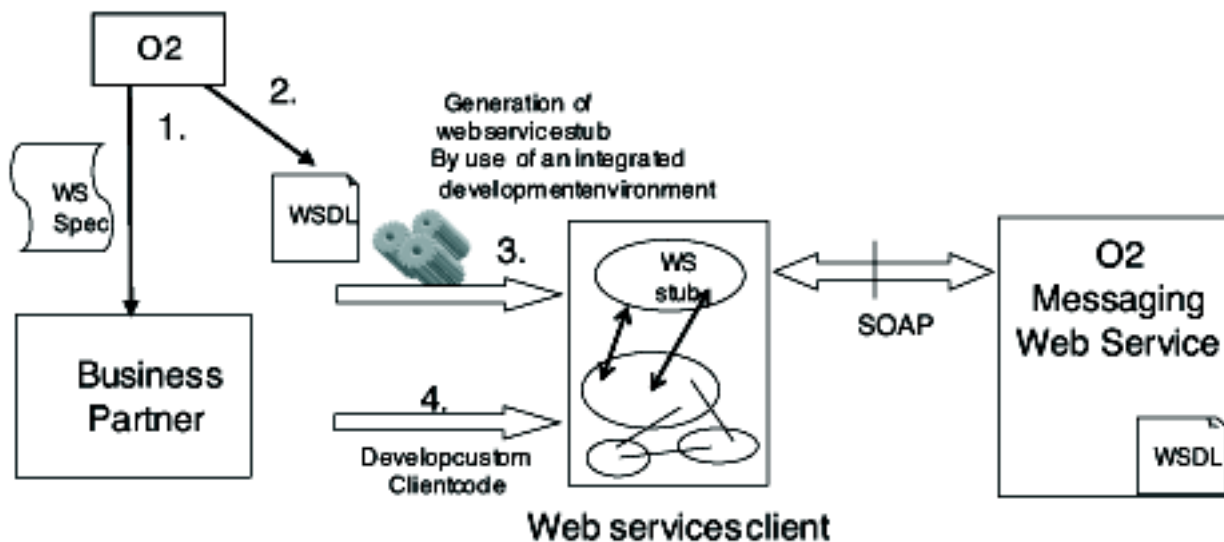 O2
1.
2.
WS
Spec
WSDL
Generation of
webservicestub
By use of an integrated
developmentenvironment
3.
Business
Partner
4.
Developcustom
Clientcode
WS
stub
Web servicesclient
SOAP
O2
Messaging
Web Service
WSDL